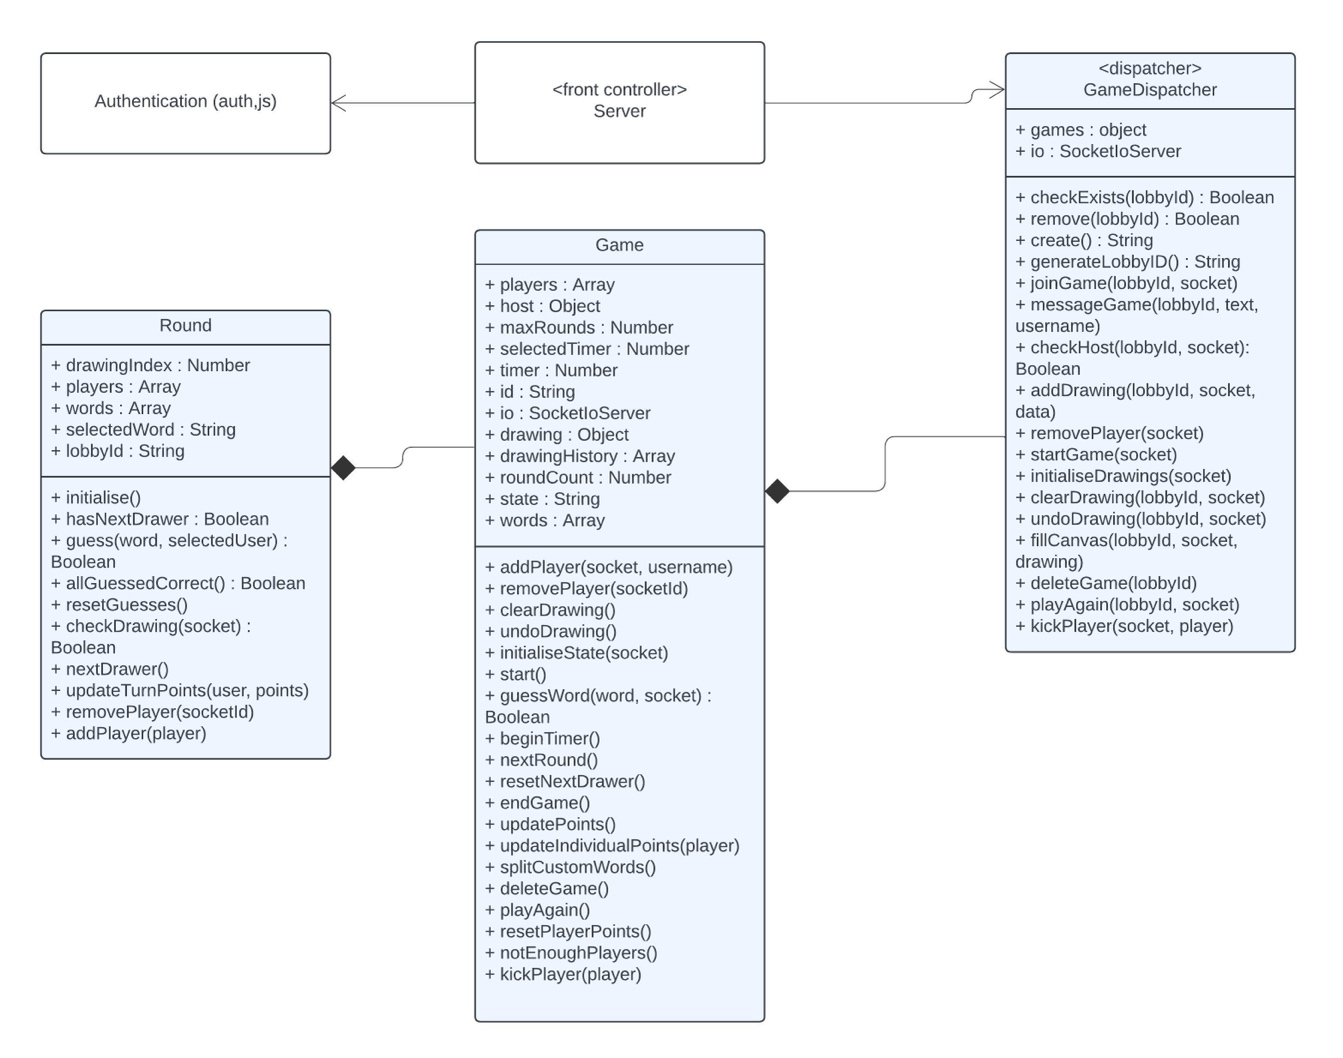 Authentication (auth,js)
<front controller>
Server
<dispatcher>
GameDispatcher
+ games : object
+ io : SocketIoServer
+ checkExists(lobbyId) : Boolean
+ remove(lobbyId) : Boolean
+ create() : String
+ generateLobbyID() : String
+ joinGame(lobbyId, socket)
+ messageGame(lobbyId, text,
username)
+ checkHost(lobbyId, socket):
Boolean
+ addDrawing(lobbyId, socket,
data)
+ removePlayer(socket)
+ startGame(socket)
+ initialiseDrawings(socket)
+ clearDrawing(lobbyId, socket)
+ undoDrawing(lobbyId, socket)
+ fillCanvas(lobbyId, socket,
drawing)
+ deleteGame(lobbyId)
+ playAgain(lobbyId, socket)
+ kickPlayer(socket, player)
Game
+ players : Array
+ host : Object
+ maxRounds : Number
+ selectedTimer : Number
+ timer : Number
+ id : String
+ io : SocketIoServer
+ drawing : Object
+ drawingHistory : Array
+ roundCount : Number
+ state : String
+ words : Array
+ addPlayer(socket, username)
+ removePlayer(socketId)
+ clearDrawing()
+ undoDrawing()
+ initialiseState(socket)
+ start()
+ guessWord(word, socket) :
Boolean
+ beginTimer()
+ nextRound()
+ resetNextDrawer()
+ endGame()
+ updatePoints()
+ updateIndividualPoints(player)
+ splitCustomWords()
+ deleteGame()
+ playAgain()
+ resetPlayerPoints()
+ notEnoughPlayers()
+ kickPlayer(player)
Round
+ drawingIndex : Number
+ players : Array
+ words : Array
+ selectedWord : String
+ lobbyId : String
+ initialise()
+ hasNextDrawer : Boolean
+ guess(word, selectedUser) :
Boolean
+ allGuessedCorrect() : Boolean
+ resetGuesses()
+ checkDrawing(socket) :
Boolean
+ nextDrawer()
+ updateTurnPoints(user, points)
+ removePlayer(socketId)
+ addPlayer(player)